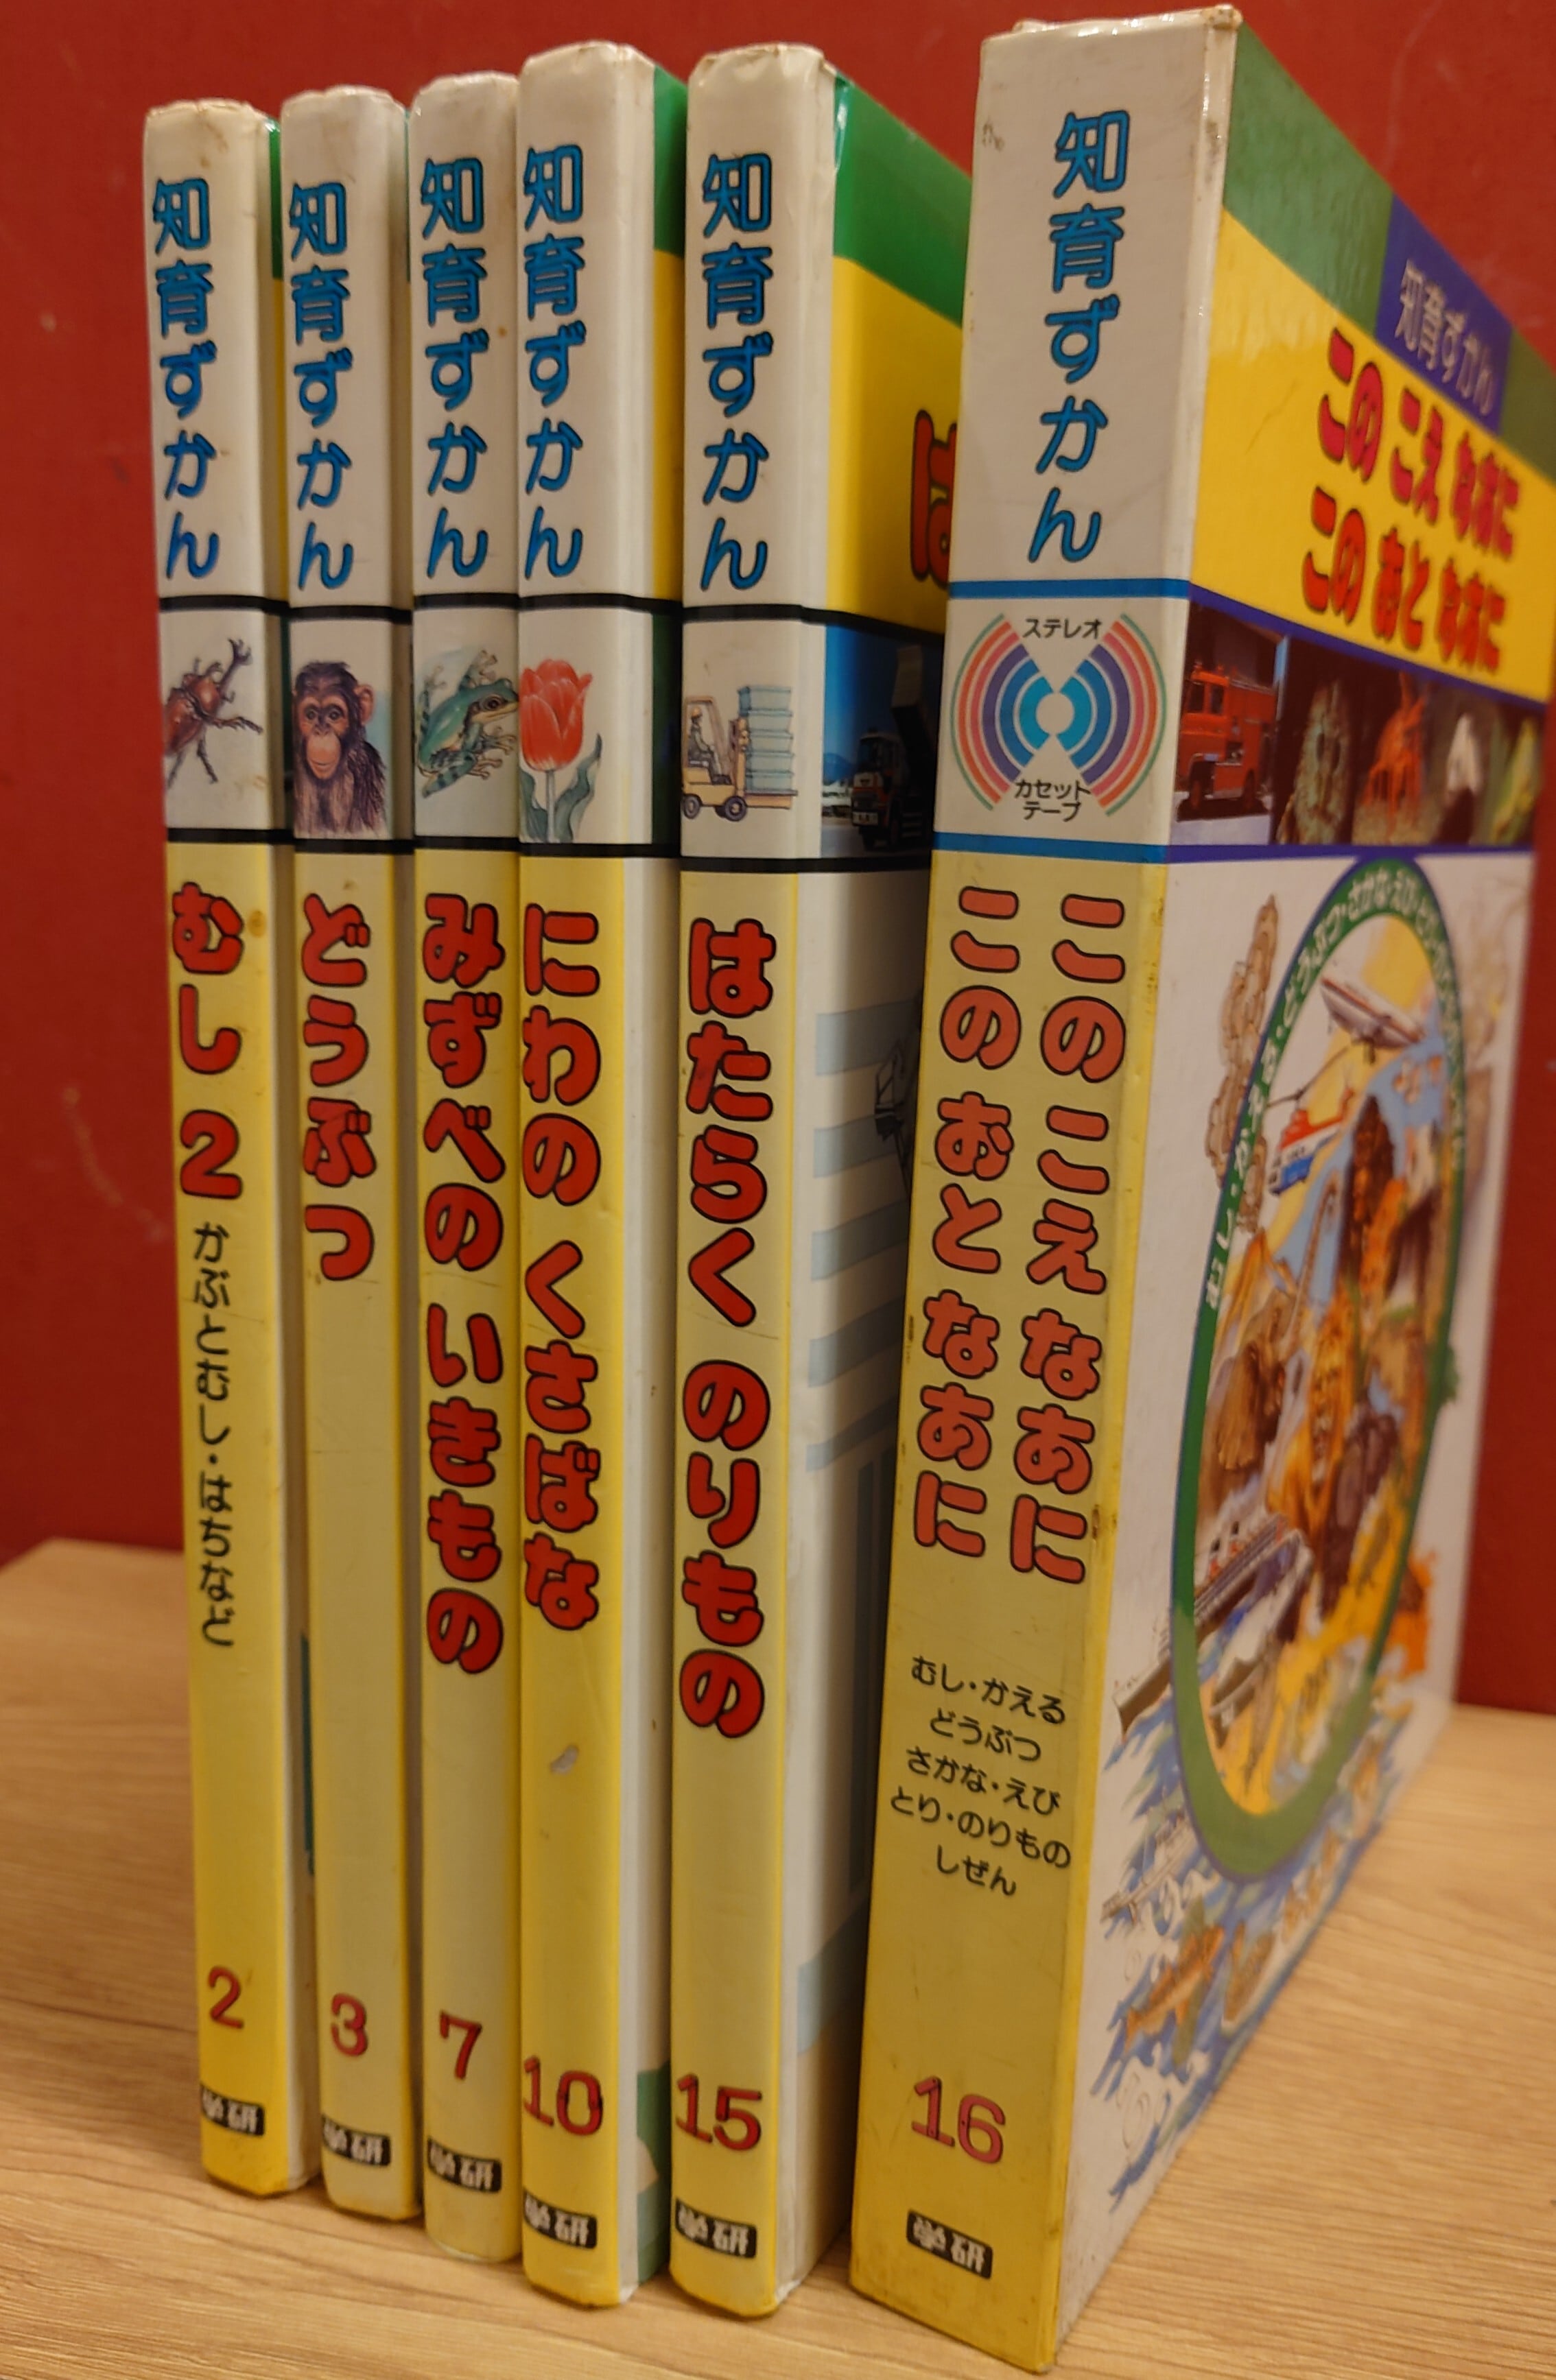 知育ずかん
むし2
かぶとむし・はちなど
2
学研
知育ずかん
どうぶつ
3
学研
知育ずかん
みずべの いきもの
7
学研
知育ずかん
にわの くさばな
10
学研
知育ずかん
はたらく のりもの
15
学研
は
知育ずかん
ステレオ
カセット
テープ
この こえ なあに
この おと なあに
むし・かえる
どうぶつ
さかな・えび
とり・のりもの
しぜん
16
学研
知育ずかん
この こえ なあに
この おと なあに